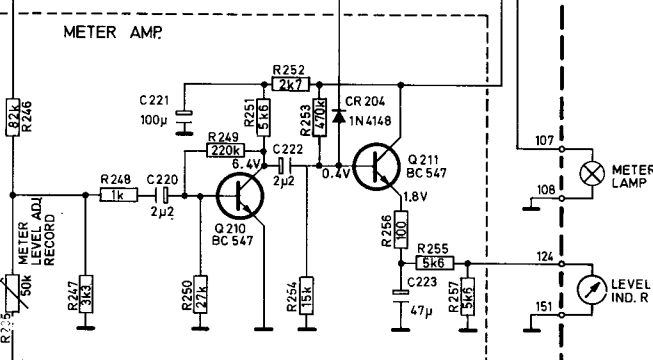 METER AMP.
R252
2k7
C221
100µ
R251
5k6
R253
470k
CR204
1N4148
82k
R246
R249
220k
6.4V
C222
2µ2
0.4V
Q211
BC 547
107
METER
LAMP
108
R248
1k
C220
2µ2
1.8V
METER
LEVEL ADJ.
RECORD
Q210
BC 547
R256
100
R255
5k6
124
50k
R247
3k3
R250
27k
R254
15k
C223
47µ
R257
5k6
LEVEL
IND. R
151